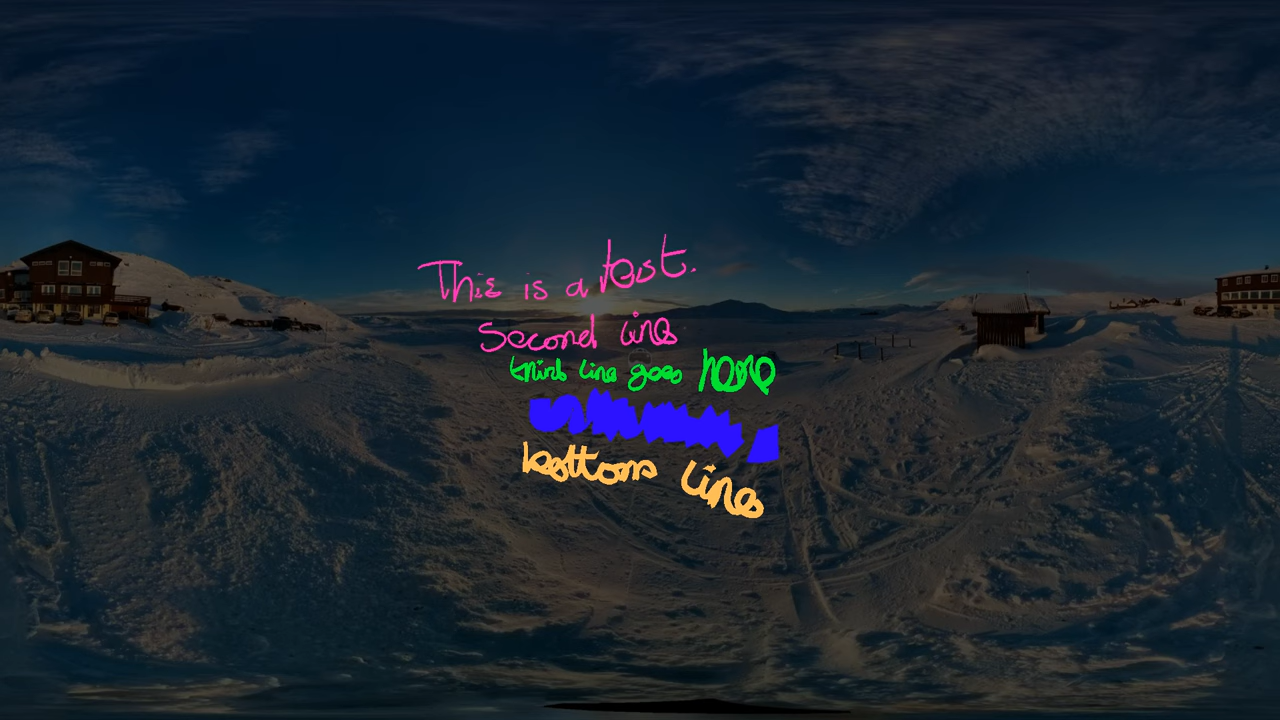 This is a test.
Second line
third line goes here
bottom line